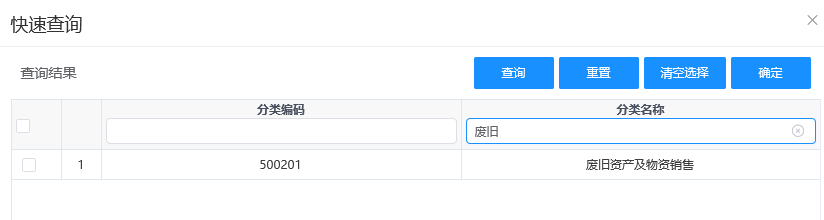 快速查询
查询结果
查询 重置 清空选择 确定
分类编码 分类名称
废旧
1 500201 废旧资产及物资销售